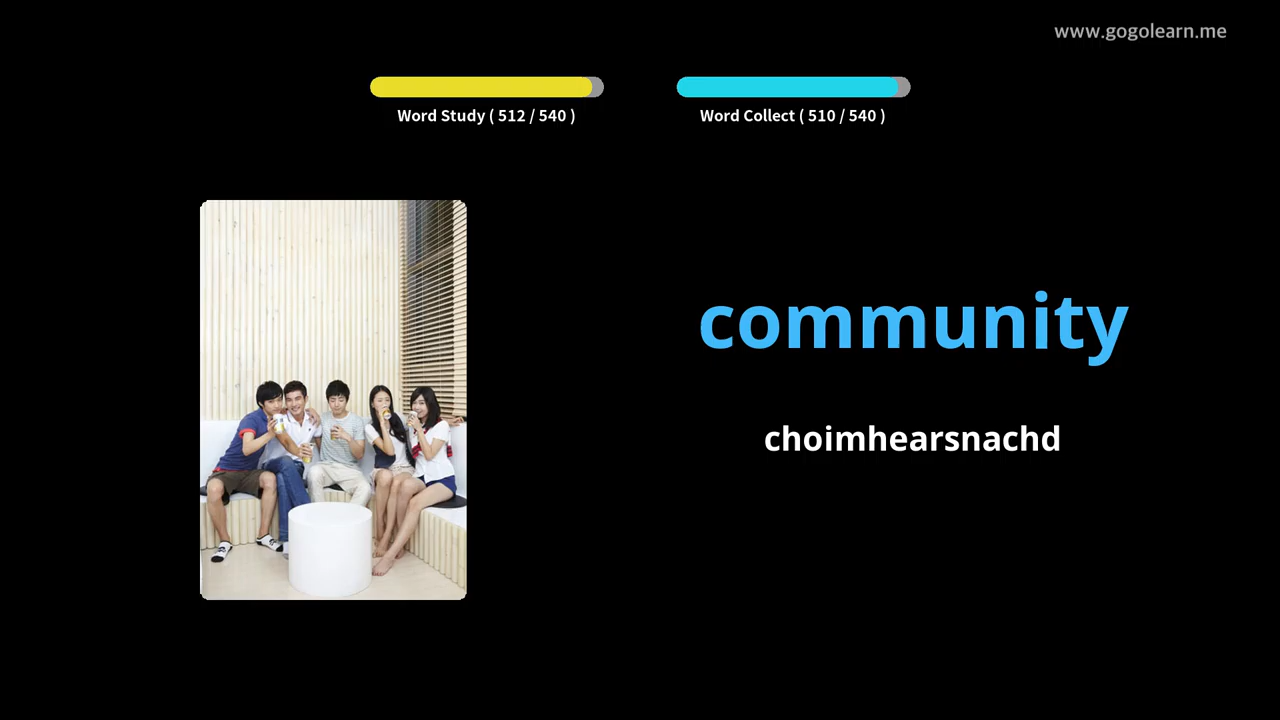 www.gogolearn.me
Word Study ( 512 / 540 )
Word Collect ( 510 / 540 )
community
choimhearsnachd